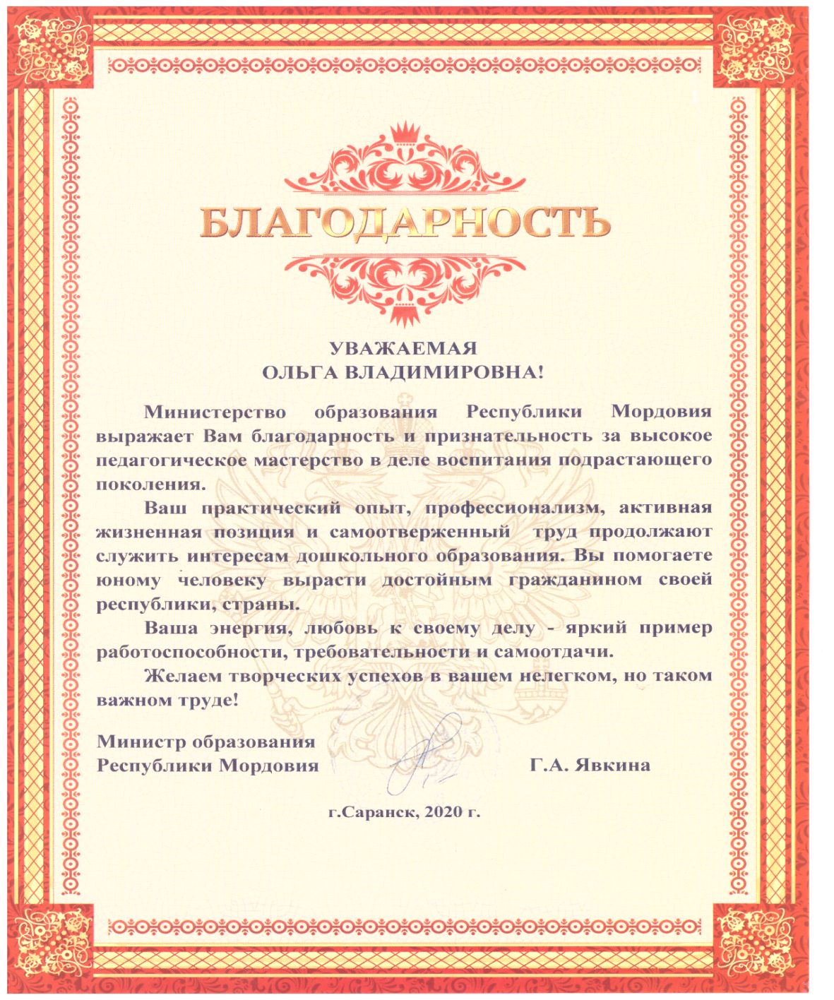 БЛАГОДАРНОСТЬ
УВАЖАЕМАЯ
ОЛЬГА ВЛАДИМИРОВНА!
Министерство образования Республики Мордовия
выражает Вам благодарность и признательность за высокое
педагогическое мастерство в деле воспитания подрастающего
поколения.
Ваш практический опыт, профессионализм, активная
жизненная позиция и самоотверженный труд продолжают
служить интересам дошкольного образования. Вы помогаете
юному человеку вырасти достойным гражданином своей
республики, страны.
Ваша энергия, любовь к своему делу - яркий пример
работоспособности, требовательности и самоотдачи.
Желаем творческих успехов в вашем нелегком, но таком
важном труде!
Министр образования
Республики Мордовия Г.А. Явкина
г.Саранск, 2020 г.